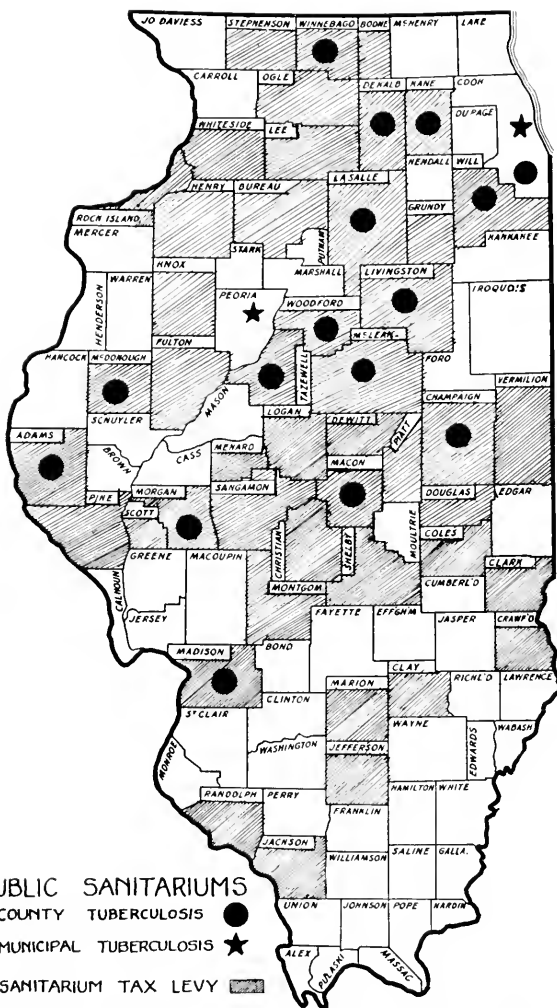 JO DAVIESS STEPHENSON WINNEBAGO BOONE McHENRY LAKE
CARROLL OGLE DEKALB KANE COOK
DU PAGE
WHITESIDE LEE
KENDALL WILL
HENRY BUREAU LASALLE
GRUNDY
ROCK ISLAND
MERCER
KANKAKEE
STARK PUTNAM
KNOX MARSHALL LIVINGSTON
HENDERSON WARREN PEORIA WOODFORD IROQUOIS
FULTON TAZEWELL McLEAN
HANCOCK McDONOUGH FORD
MASON VERMILION
SCHUYLER LOGAN DEWITT CHAMPAIGN
ADAMS PIATT
BROWN CASS MENARD MACON
PIKE MORGAN SANGAMON DOUGLAS EDGAR
SCOTT MOULTRIE
GREENE MACOUPIN CHRISTIAN SHELBY COLES
CALHOUN MONTGOM CUMBERL'D CLARK
JERSEY FAYETTE EFFGHM JASPER CRAWF'D
MADISON BOND
CLAY
MARION RICHL'D LAWRENCE
CLINTON
ST CLAIR WAYNE
MONROE WASHINGTON JEFFERSON EDWARDS WABASH
RANDOLPH PERRY HAMILTON WHITE
FRANKLIN
JACKSON
WILLIAMSON SALINE GALLA.
UNION JOHNSON POPE HARDIN
ALEX PULASKI MASSAC
UBLIC SANITARIUMS
COUNTY TUBERCULOSIS
MUNICIPAL TUBERCULOSIS
SANITARIUM TAX LEVY